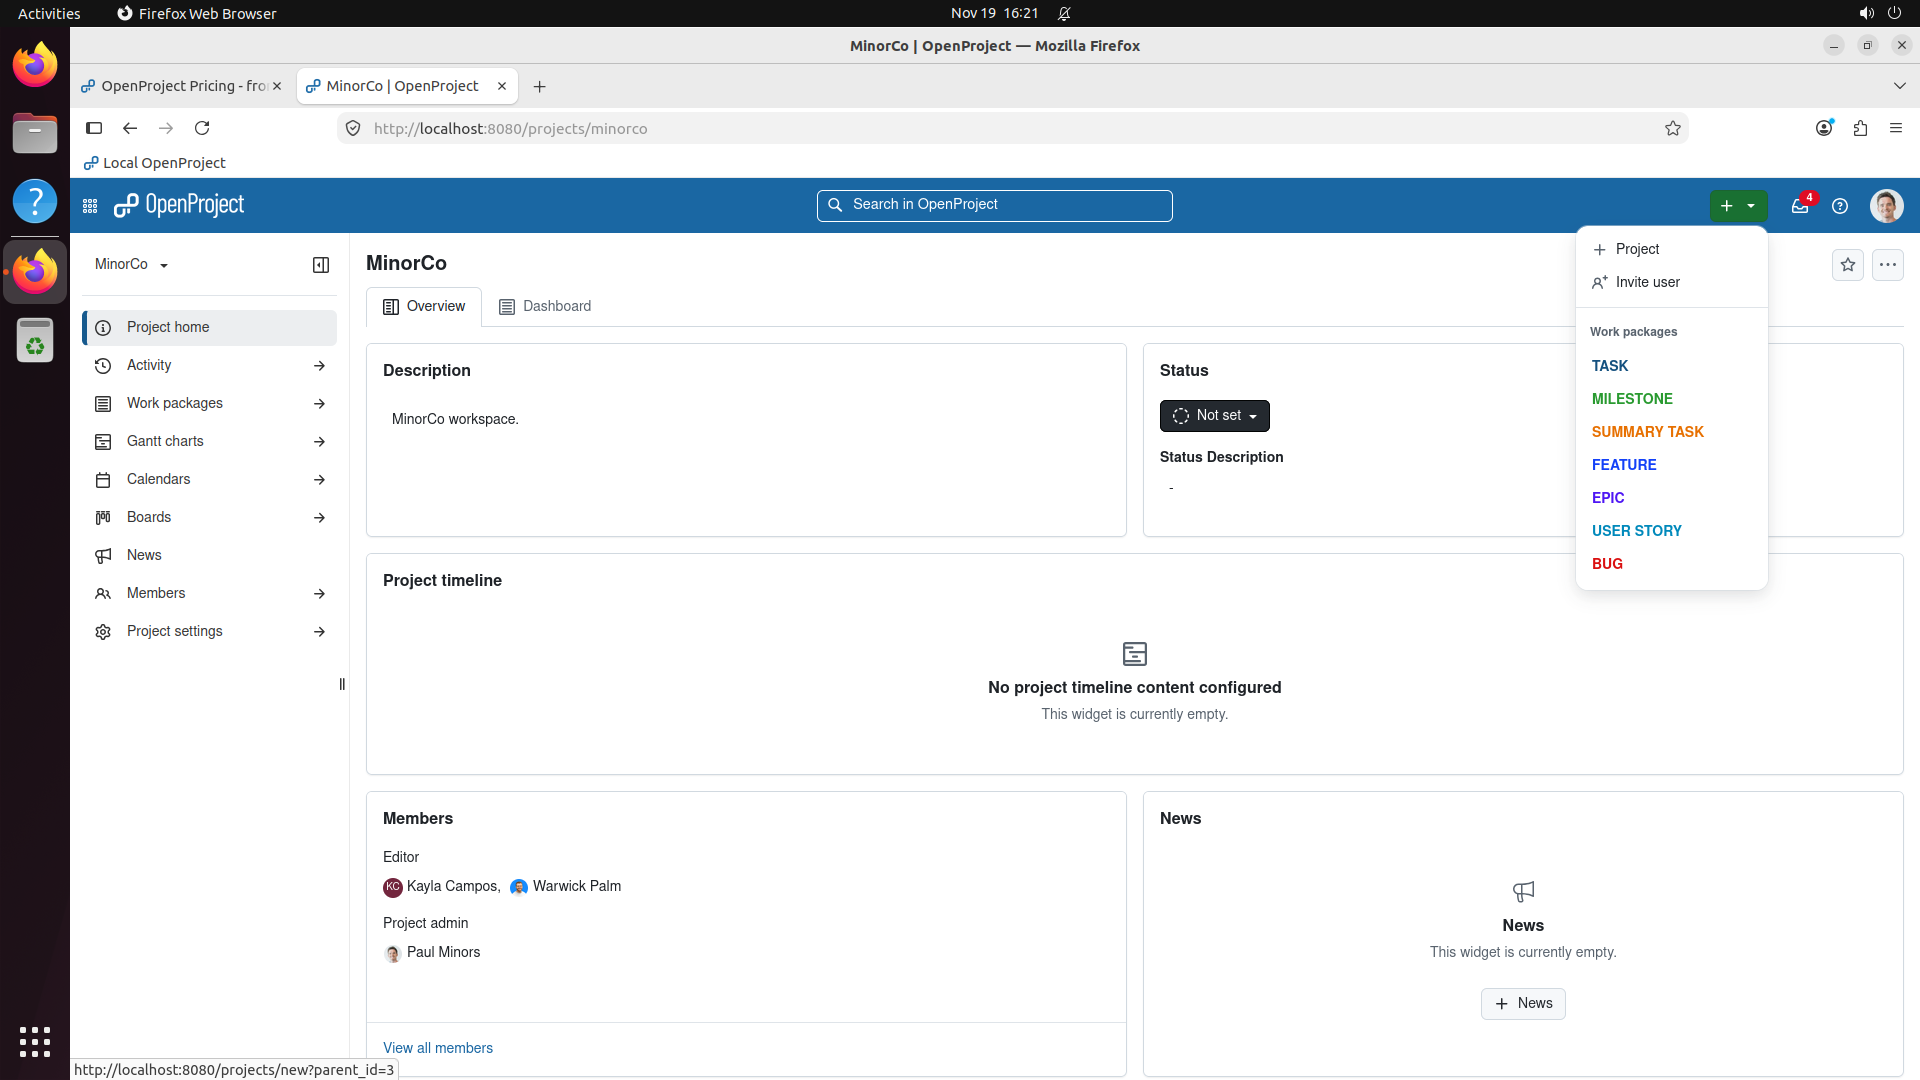 Activities
Firefox Web Browser
Nov 19 16:21
MinorCo | OpenProject — Mozilla Firefox
OpenProject Pricing - fro
MinorCo | OpenProject
http://localhost:8080/projects/minorco
Local OpenProject
OpenProject
Search in OpenProject
4
MinorCo
Project home
Activity
Work packages
Gantt charts
Calendars
Boards
News
Members
Project settings
MinorCo
Overview
Dashboard
Description
MinorCo workspace.
Status
Not set
Status Description
-
Project
Invite user
Work packages
TASK
MILESTONE
SUMMARY TASK
FEATURE
EPIC
USER STORY
BUG
Project timeline
No project timeline content configured
This widget is currently empty.
Members
Editor
KC Kayla Campos, Warwick Palm
Project admin
Paul Minors
View all members
News
News
This widget is currently empty.
News
http://localhost:8080/projects/new?parent_id=3